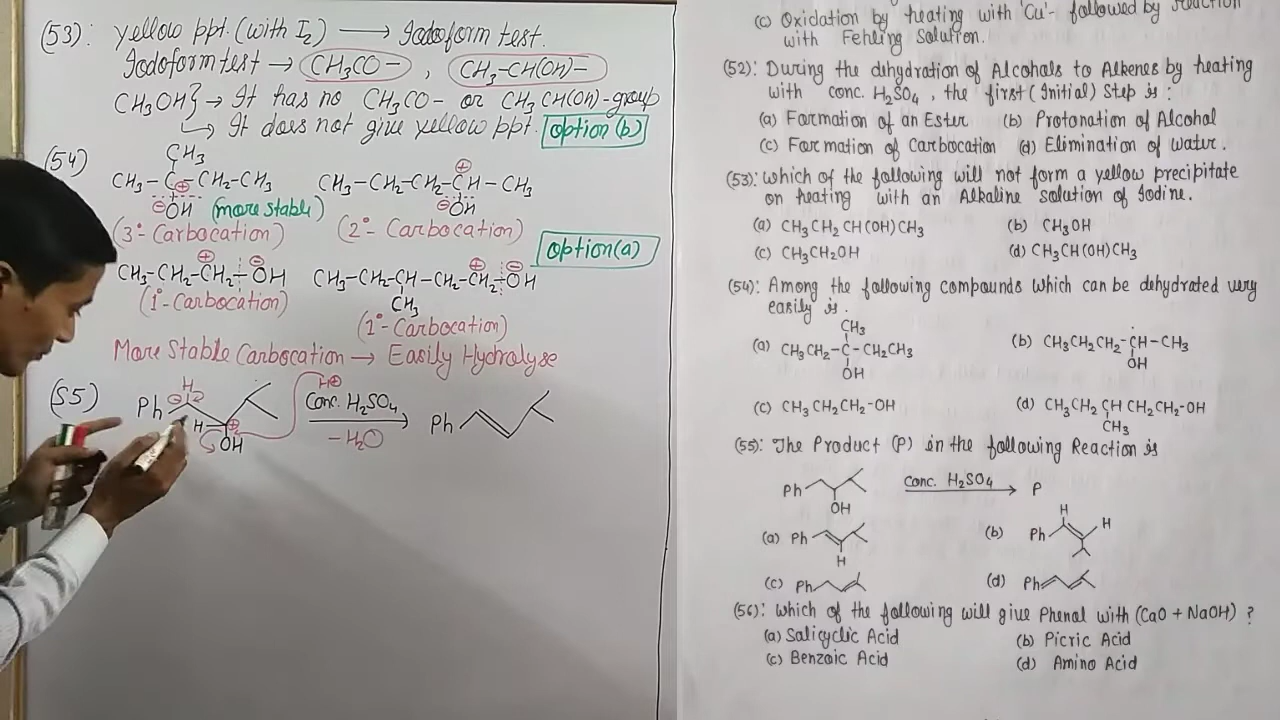 (53): Yellow ppt. (with I₂) ⟶ Iodoform test.
Iodoform test → CH₃CO– , CH₃–CH(OH)–
CH₃OH} → It has no CH₃CO– or CH₃CH(OH)–group
↳ It does not give yellow ppt. Option (b)
(54)
CH₃
CH₃–C–CH₂–CH₃ CH₃–CH₂–CH₂–CH–CH₃
⊕ ⊕
⊖OH (more stable) ⊖OH
(3°-Carbocation) (2°-Carbocation)
Option (a)
⊕ ⊖ ⊕ ⊖
CH₃–CH₂–CH₂–OH CH₃–CH₂–CH–CH₂–CH₂–OH
CH₃
(1°-Carbocation) (1°-Carbocation)
More Stable Carbocation → Easily Hydrolyse
(55) Ph H₂ ⊖ H ⊕ OH H⊕ Conc. H₂SO₄ Ph
–H₂O
(c) Oxidation by heating with 'Cu'- followed by reaction
with Fehling Solution.
(52): During the dehydration of Alcohols to Alkenes by heating
with conc. H₂SO₄, the first (Initial) Step is :
(a) Formation of an Ester (b) Protonation of Alcohol
(c) Formation of Carbocation (d) Elimination of water.
(53): Which of the following will not form a yellow precipitate
on heating with an Alkaline solution of Iodine.
(a) CH₃CH₂CH(OH)CH₃ (b) CH₃OH
(c) CH₃CH₂OH (d) CH₃CH(OH)CH₃
(54): Among the following compounds which can be dehydrated very
easily is.
CH₃
(a) CH₃CH₂–C–CH₂CH₃ (b) CH₃CH₂CH₂–CH–CH₃
OH OH
(c) CH₃CH₂CH₂-OH (d) CH₃CH₂CHCH₂CH₂-OH
CH₃
(55): The Product (P) in the following Reaction is
Ph OH Conc. H₂SO₄ ⟶ P
(a) Ph H (b) Ph H H
(c) Ph (d) Ph
(56): Which of the following will give Phenol with (CaO + NaOH) ?
(a) Salicyclic Acid (b) Picric Acid
(c) Benzoic Acid (d) Amino Acid